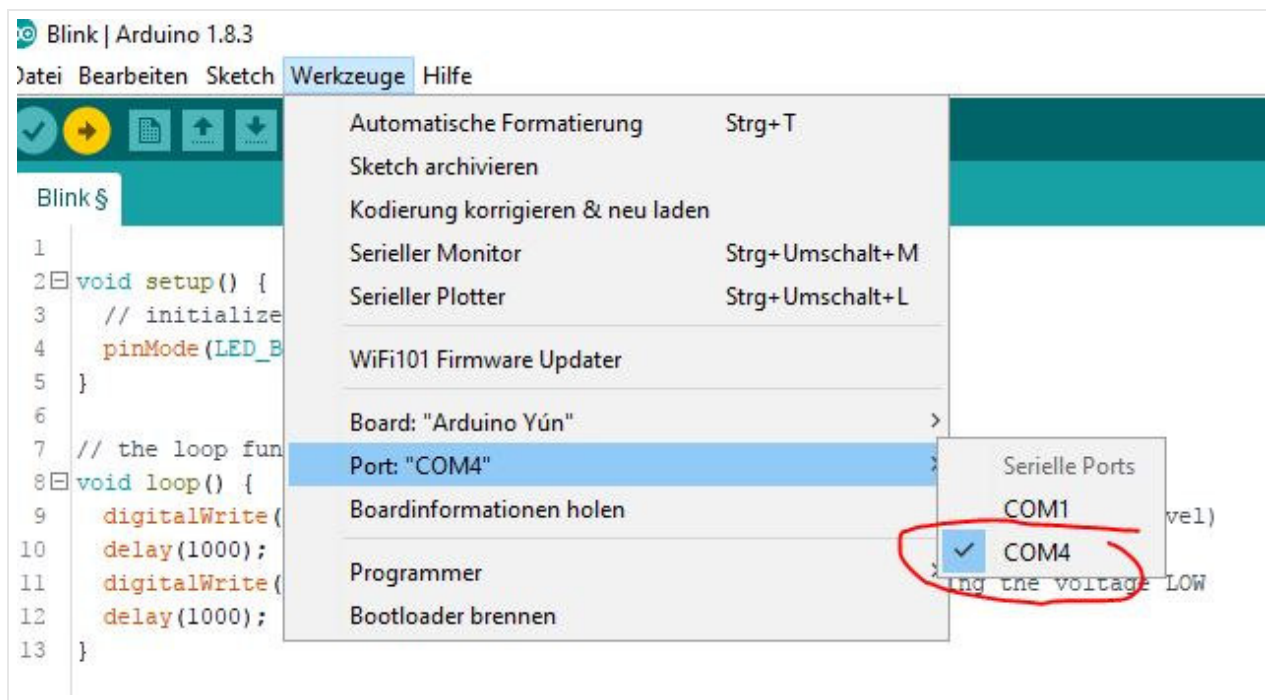 Blink | Arduino 1.8.3
Datei Bearbeiten Sketch Werkzeuge Hilfe
Automatische Formatierung Strg+T
Sketch archivieren
Kodierung korrigieren & neu laden
Serieller Monitor Strg+Umschalt+M
Serieller Plotter Strg+Umschalt+L
WiFi101 Firmware Updater
Board: "Arduino Yún"
Port: "COM4"
Boardinformationen holen
Programmer
Bootloader brennen
Serielle Ports
COM1
COM4
Blink §
1
2 void setup() {
3 // initialize
4 pinMode(LED_B
5 }
6
7 // the loop fun
8 void loop() {
9 digitalWrite( vel)
10 delay(1000);
11 digitalWrite( ing the voltage LOW
12 delay(1000);
13 }